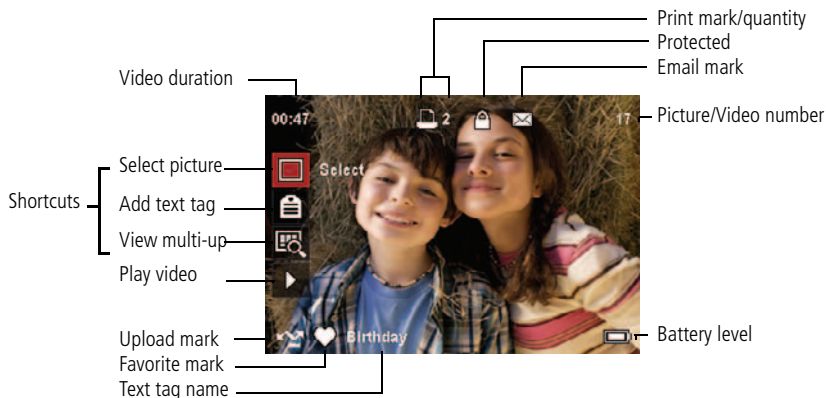 Print mark/quantity
Protected
Email mark
Video duration
00:47
2
17
Picture/Video number
Shortcuts
Select picture
Select
Add text tag
View multi-up
Play video
Upload mark
Favorite mark
Birthday
Text tag name
Battery level